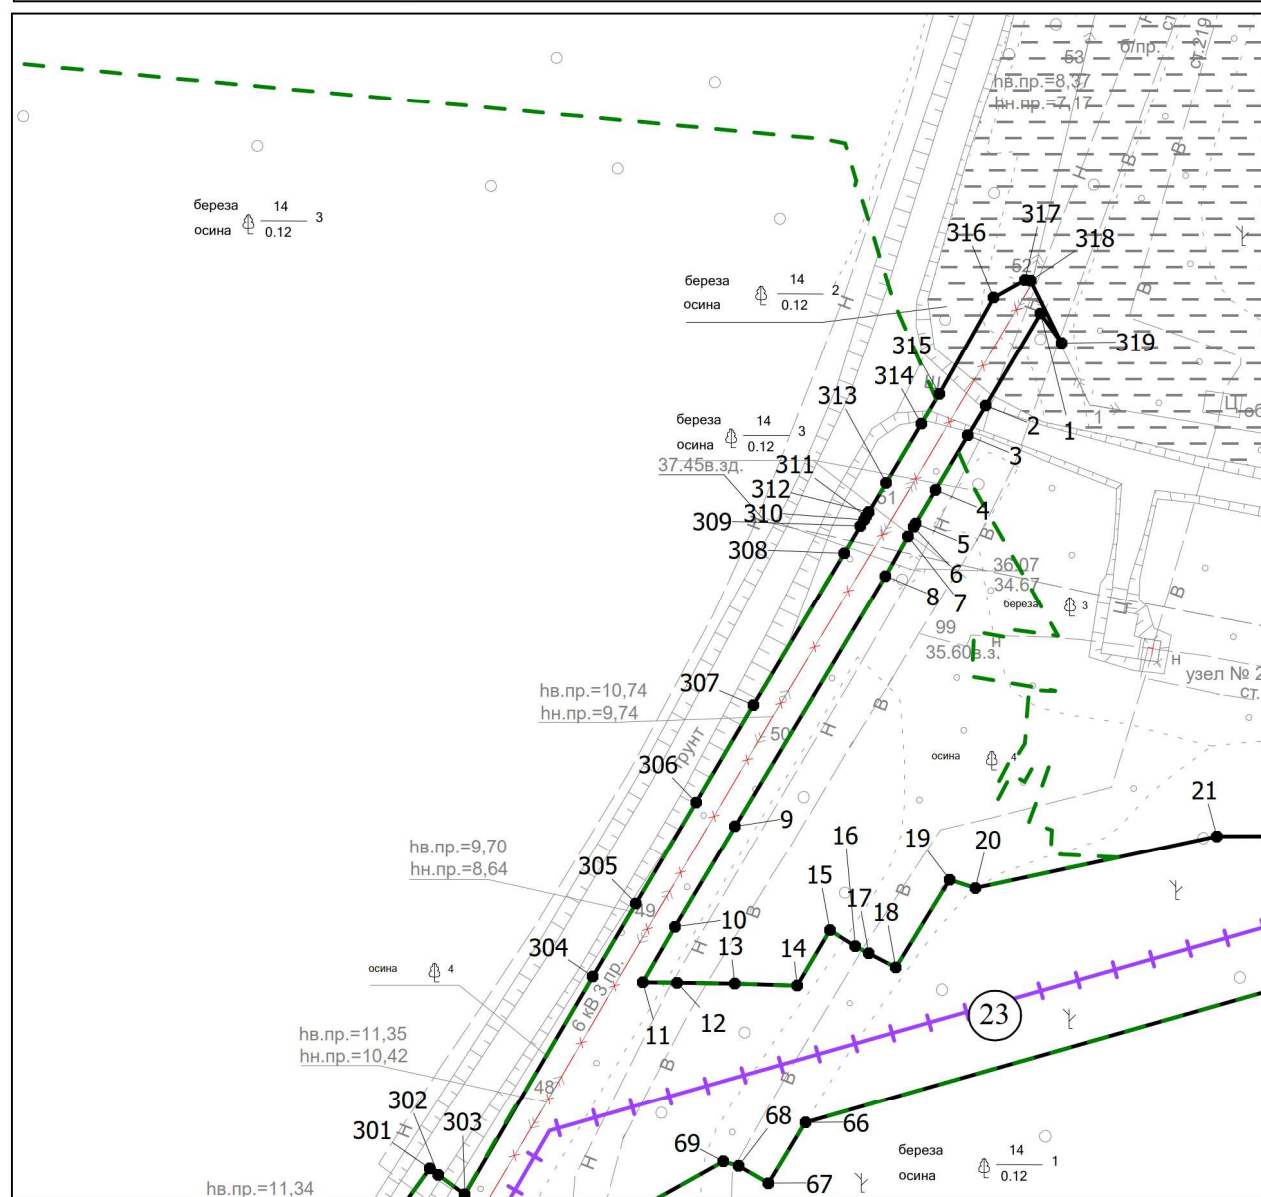 Н
ст.219
б/пр.
53
hв.пр.=8,37
hн.пр.=7,17
В
В
Н
береза 14 3
осина 0.12
317
316
318
52
береза 14 2
осина 0.12
Н
В
Н
315
319
314
Ц
об
313
береза 14 3
осина 0.12
1
2
1
3
37.45в.зд.
311
312
310
309
51
4
Н
В
5
308
6
36.07
34.67
8
7
береза 3
Ц
В
99
Н
35.60в.з.
н
узел № 2
ст.
307
hв.пр.=10,74
hн.пр.=9,74
В
Н
50
грунт
осина 4
306
21
9
16
19
20
hв.пр.=9,70
hн.пр.=8,64
305
49
15
17
18
В
10
В
Н
13
14
304
осина 4
6 кВ 3 пр.
11
12
23
hв.пр.=11,35
hн.пр.=10,42
48
В
В
302
301
303
Н
68
66
69
67
Н
береза 14 1
осина 0.12
hв.пр.=11,34